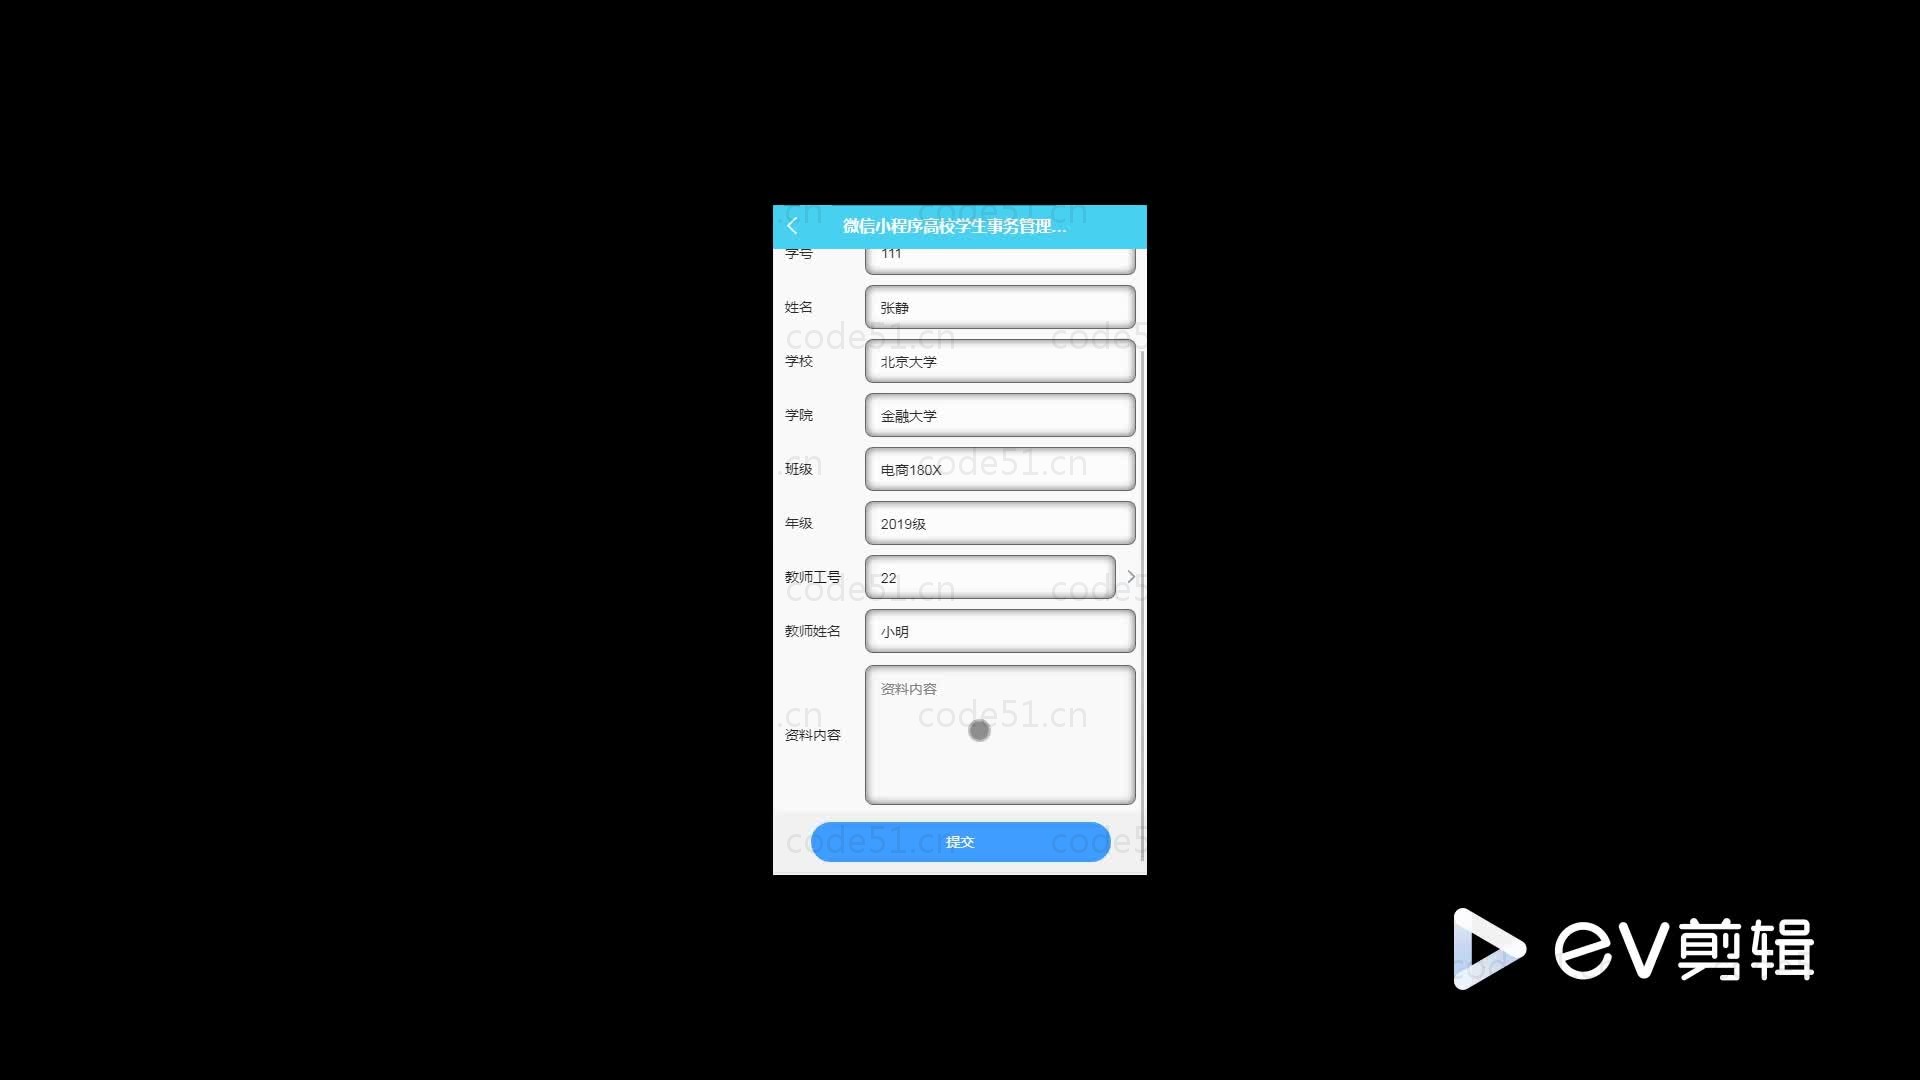 微信小程序高校学生事务管理...
学号 111
姓名 张静
学校 北京大学
学院 金融大学
班级 电商180X
年级 2019级
教师工号 22
教师姓名 小明
资料内容 资料内容
提交
ev剪辑
code51.cn